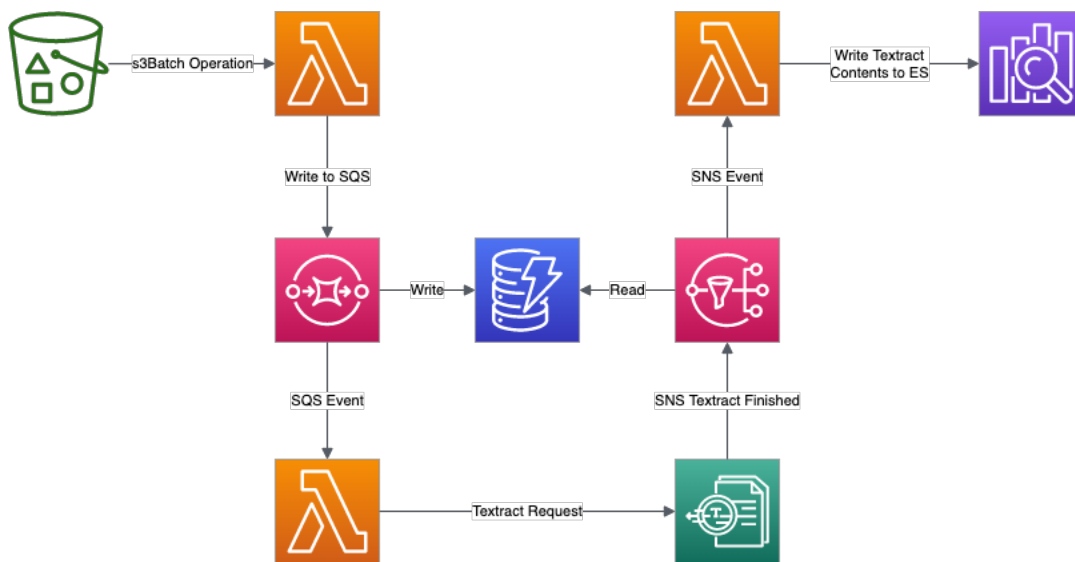 s3Batch Operation
Write Textract
Contents to ES
Write to SQS
SNS Event
Write
Read
SQS Event
SNS Textract Finished
Textract Request